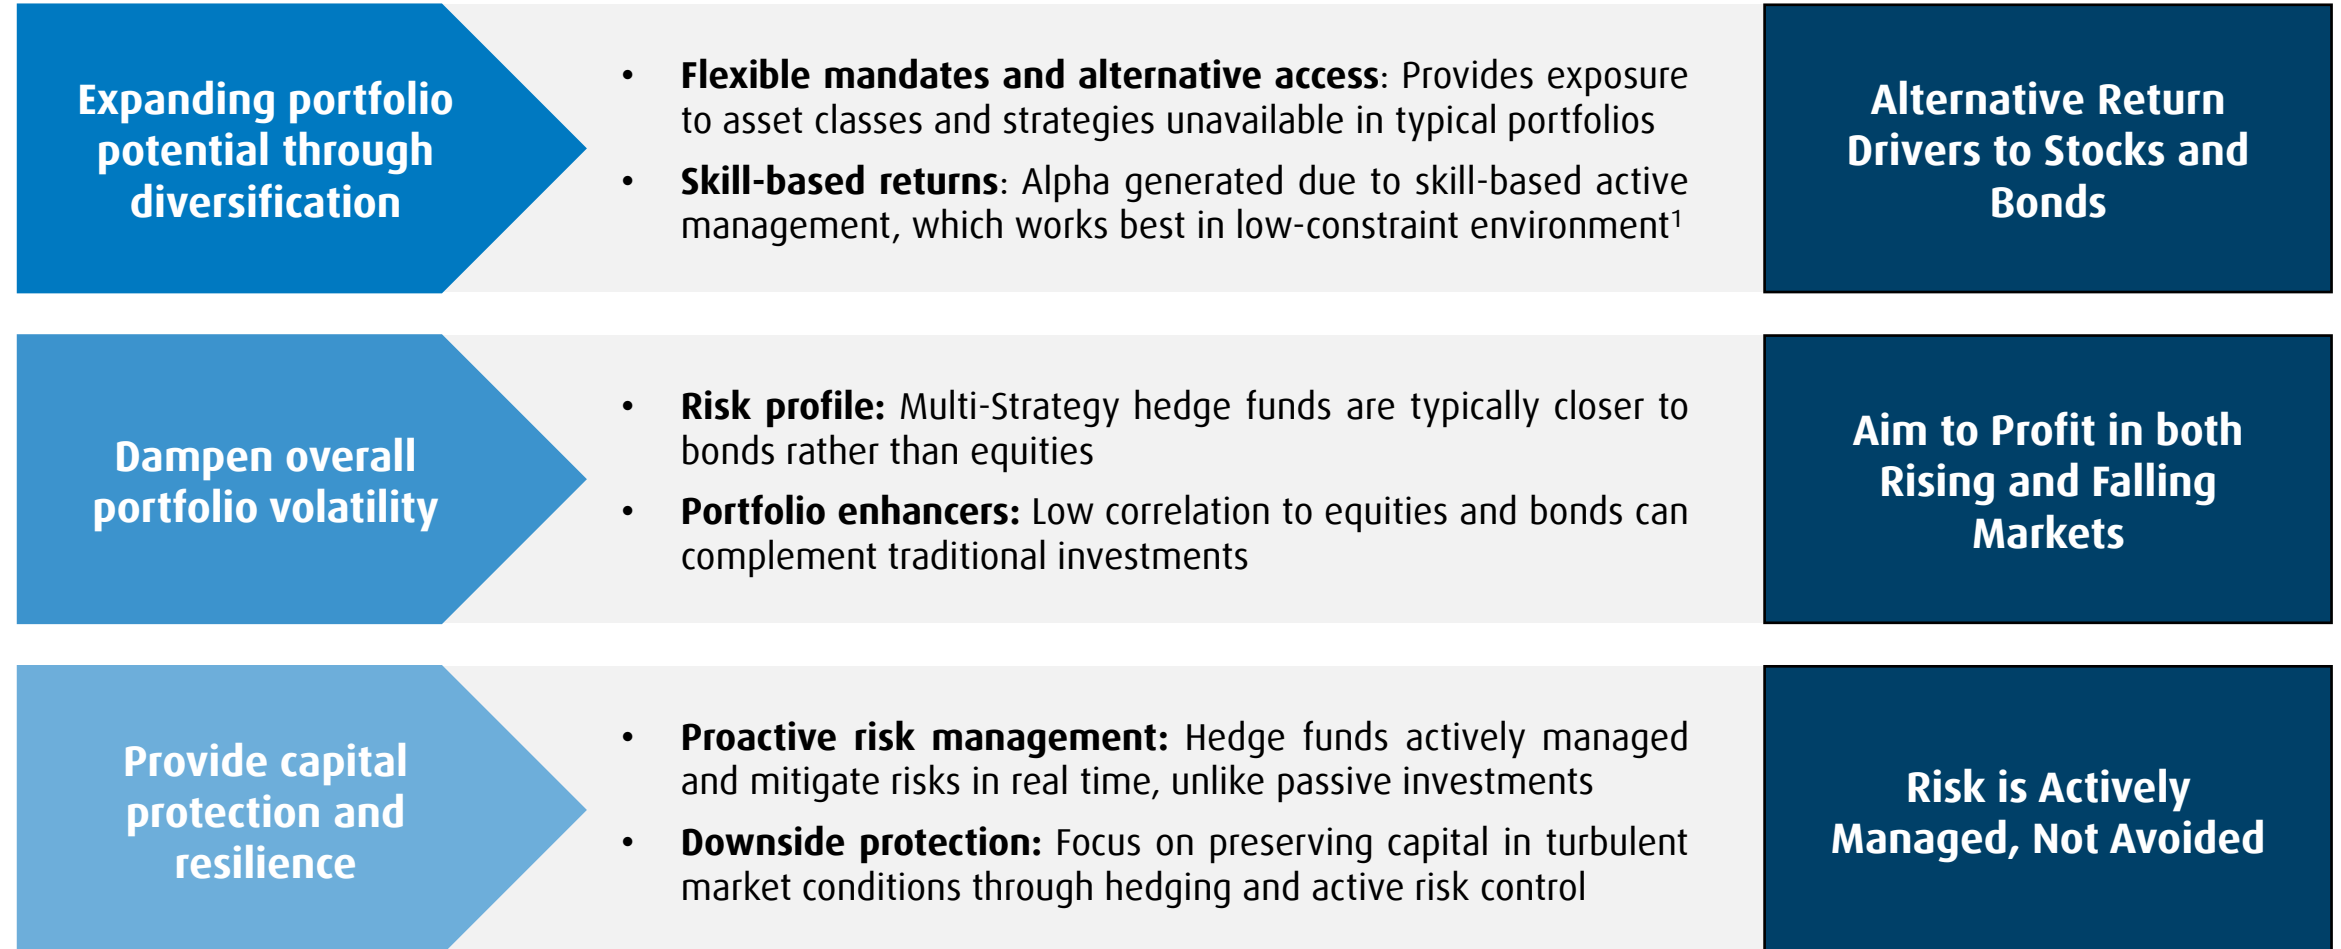 Expanding portfolio
potential through
diversification
• Flexible mandates and alternative access: Provides exposure
to asset classes and strategies unavailable in typical portfolios
• Skill-based returns: Alpha generated due to skill-based active
management, which works best in low-constraint environment¹
Alternative Return
Drivers to Stocks and
Bonds
Dampen overall
portfolio volatility
• Risk profile: Multi-Strategy hedge funds are typically closer to
bonds rather than equities
• Portfolio enhancers: Low correlation to equities and bonds can
complement traditional investments
Aim to Profit in both
Rising and Falling
Markets
Provide capital
protection and
resilience
• Proactive risk management: Hedge funds actively managed
and mitigate risks in real time, unlike passive investments
• Downside protection: Focus on preserving capital in turbulent
market conditions through hedging and active risk control
Risk is Actively
Managed, Not Avoided